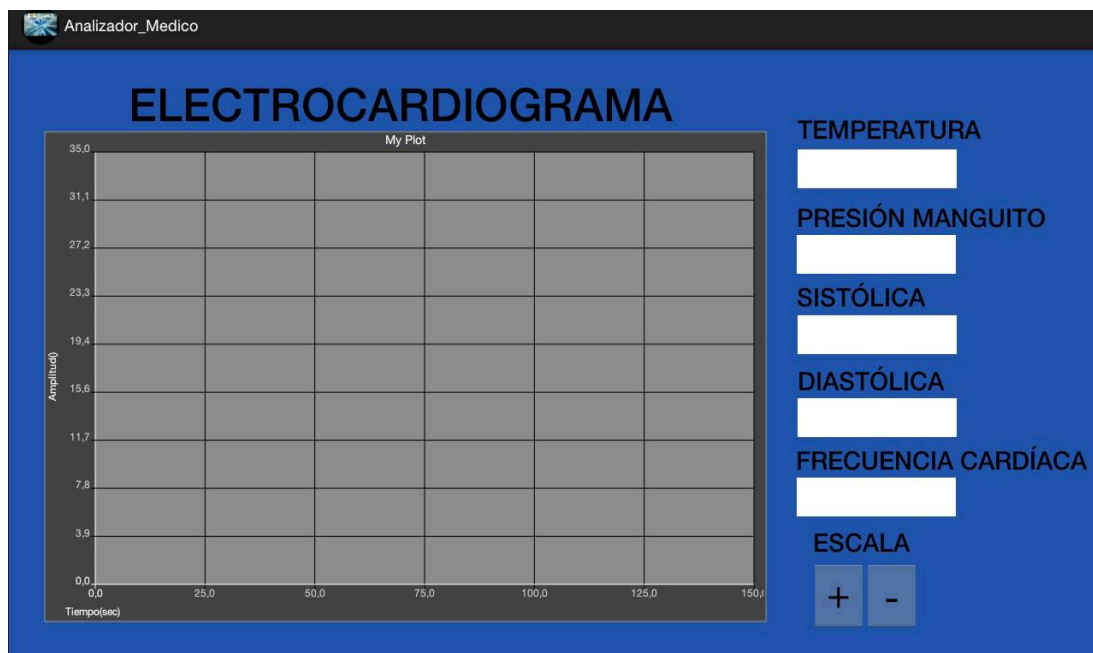 Analizador_Medico
ELECTROCARDIOGRAMA
My Plot
35,0
31,1
27,2
23,3
19,4
15,6
11,7
7,8
3,9
0,0
Amplitud()
0,0 25,0 50,0 75,0 100,0 125,0 150,
Tiempo(sec)
TEMPERATURA
PRESIÓN MANGUITO
SISTÓLICA
DIASTÓLICA
FRECUENCIA CARDÍACA
ESCALA
+ -